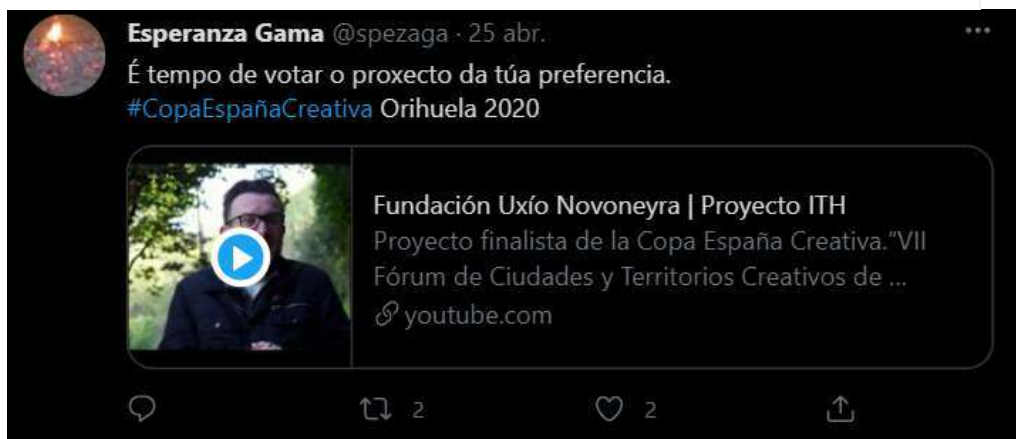 Esperanza Gama @spezaga · 25 abr.
É tempo de votar o proxecto da túa preferencia.
#CopaEspañaCreativa Orihuela 2020
Fundación Uxío Novoneyra | Proyecto ITH
Proyecto finalista de la Copa España Creativa."VII
Fórum de Ciudades y Territorios Creativos de ...
youtube.com
2 2